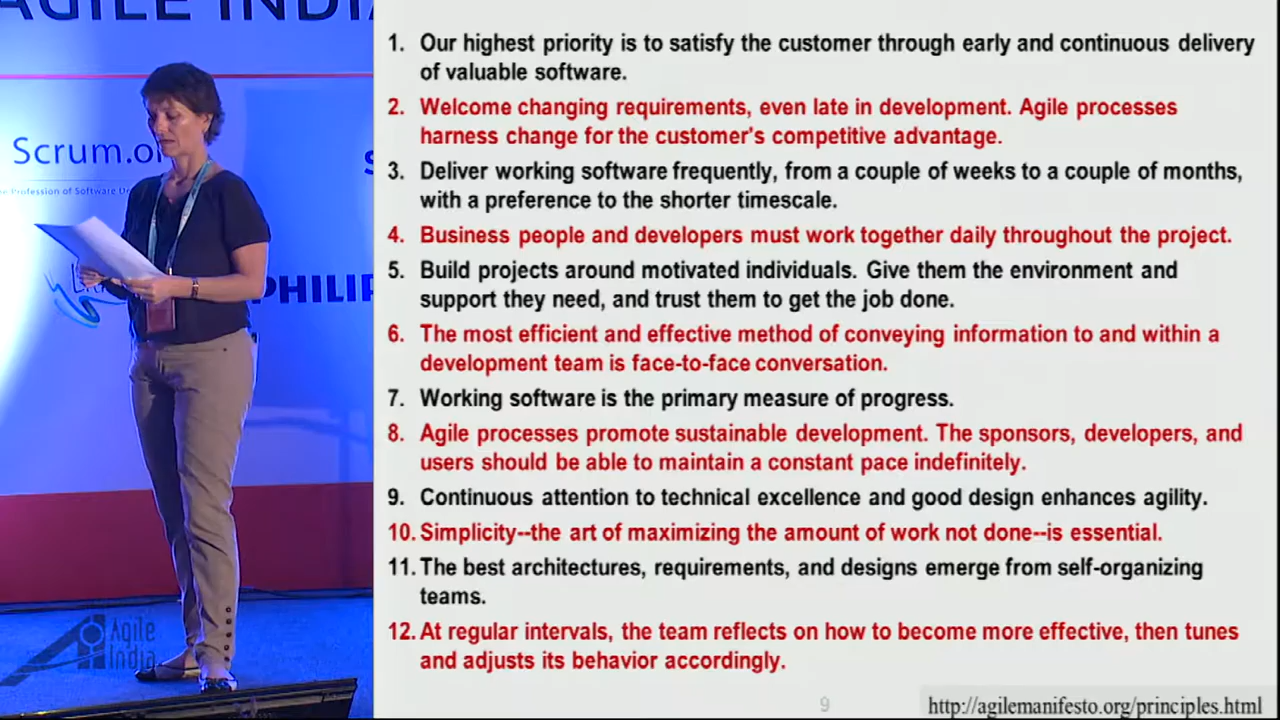 AGILE INDIA
Scrum.or
he Profession of Software De
PHILIP
Agile
India
1. Our highest priority is to satisfy the customer through early and continuous delivery
of valuable software.
2. Welcome changing requirements, even late in development. Agile processes
harness change for the customer's competitive advantage.
3. Deliver working software frequently, from a couple of weeks to a couple of months,
with a preference to the shorter timescale.
4. Business people and developers must work together daily throughout the project.
5. Build projects around motivated individuals. Give them the environment and
support they need, and trust them to get the job done.
6. The most efficient and effective method of conveying information to and within a
development team is face-to-face conversation.
7. Working software is the primary measure of progress.
8. Agile processes promote sustainable development. The sponsors, developers, and
users should be able to maintain a constant pace indefinitely.
9. Continuous attention to technical excellence and good design enhances agility.
10. Simplicity--the art of maximizing the amount of work not done--is essential.
11. The best architectures, requirements, and designs emerge from self-organizing
teams.
12. At regular intervals, the team reflects on how to become more effective, then tunes
and adjusts its behavior accordingly.
9
http://agilemanifesto.org/principles.html